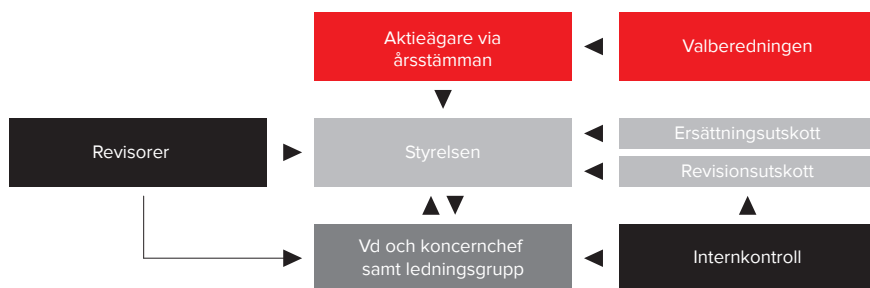 Aktieägare via
årsstämman
Valberedningen
Revisorer
Styrelsen
Ersättningsutskott
Revisionsutskott
Vd och koncernchef
samt ledningsgrupp
Internkontroll